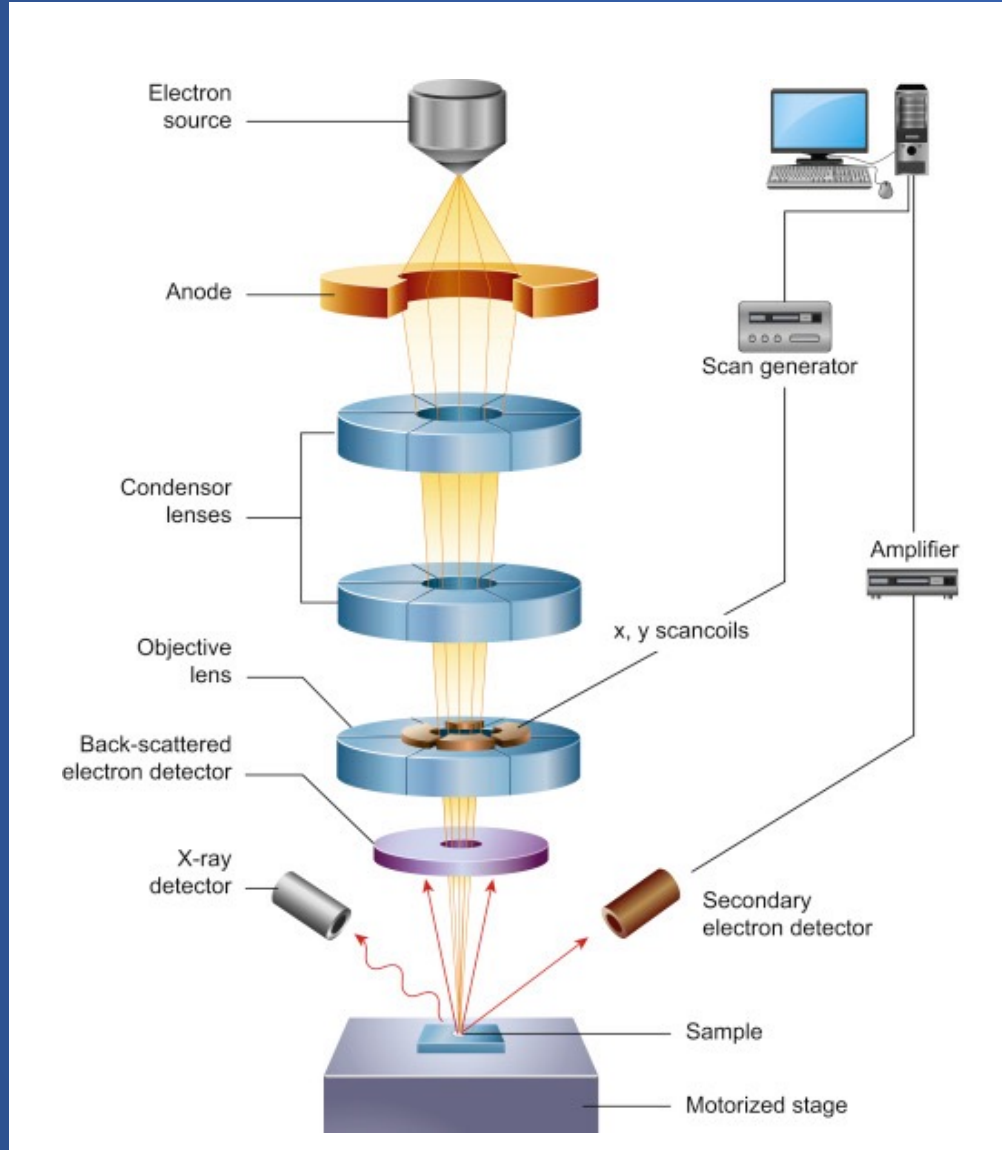 Electron
source
Anode
Scan generator
Condensor
lenses
Amplifier
x, y scancoils
Objective
lens
Back-scattered
electron detector
X-ray
detector
Secondary
electron detector
Sample
Motorized stage